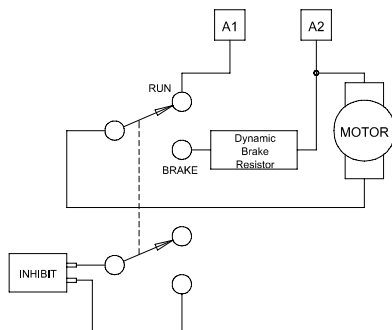 A1
A2
RUN
MOTOR
Dynamic
Brake
Resistor
BRAKE
INHIBIT